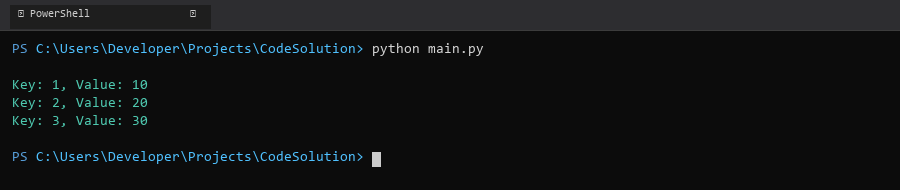 PowerShell
PS C:\Users\Developer\Projects\CodeSolution> python main.py
Key: 1, Value: 10
Key: 2, Value: 20
Key: 3, Value: 30
PS C:\Users\Developer\Projects\CodeSolution>